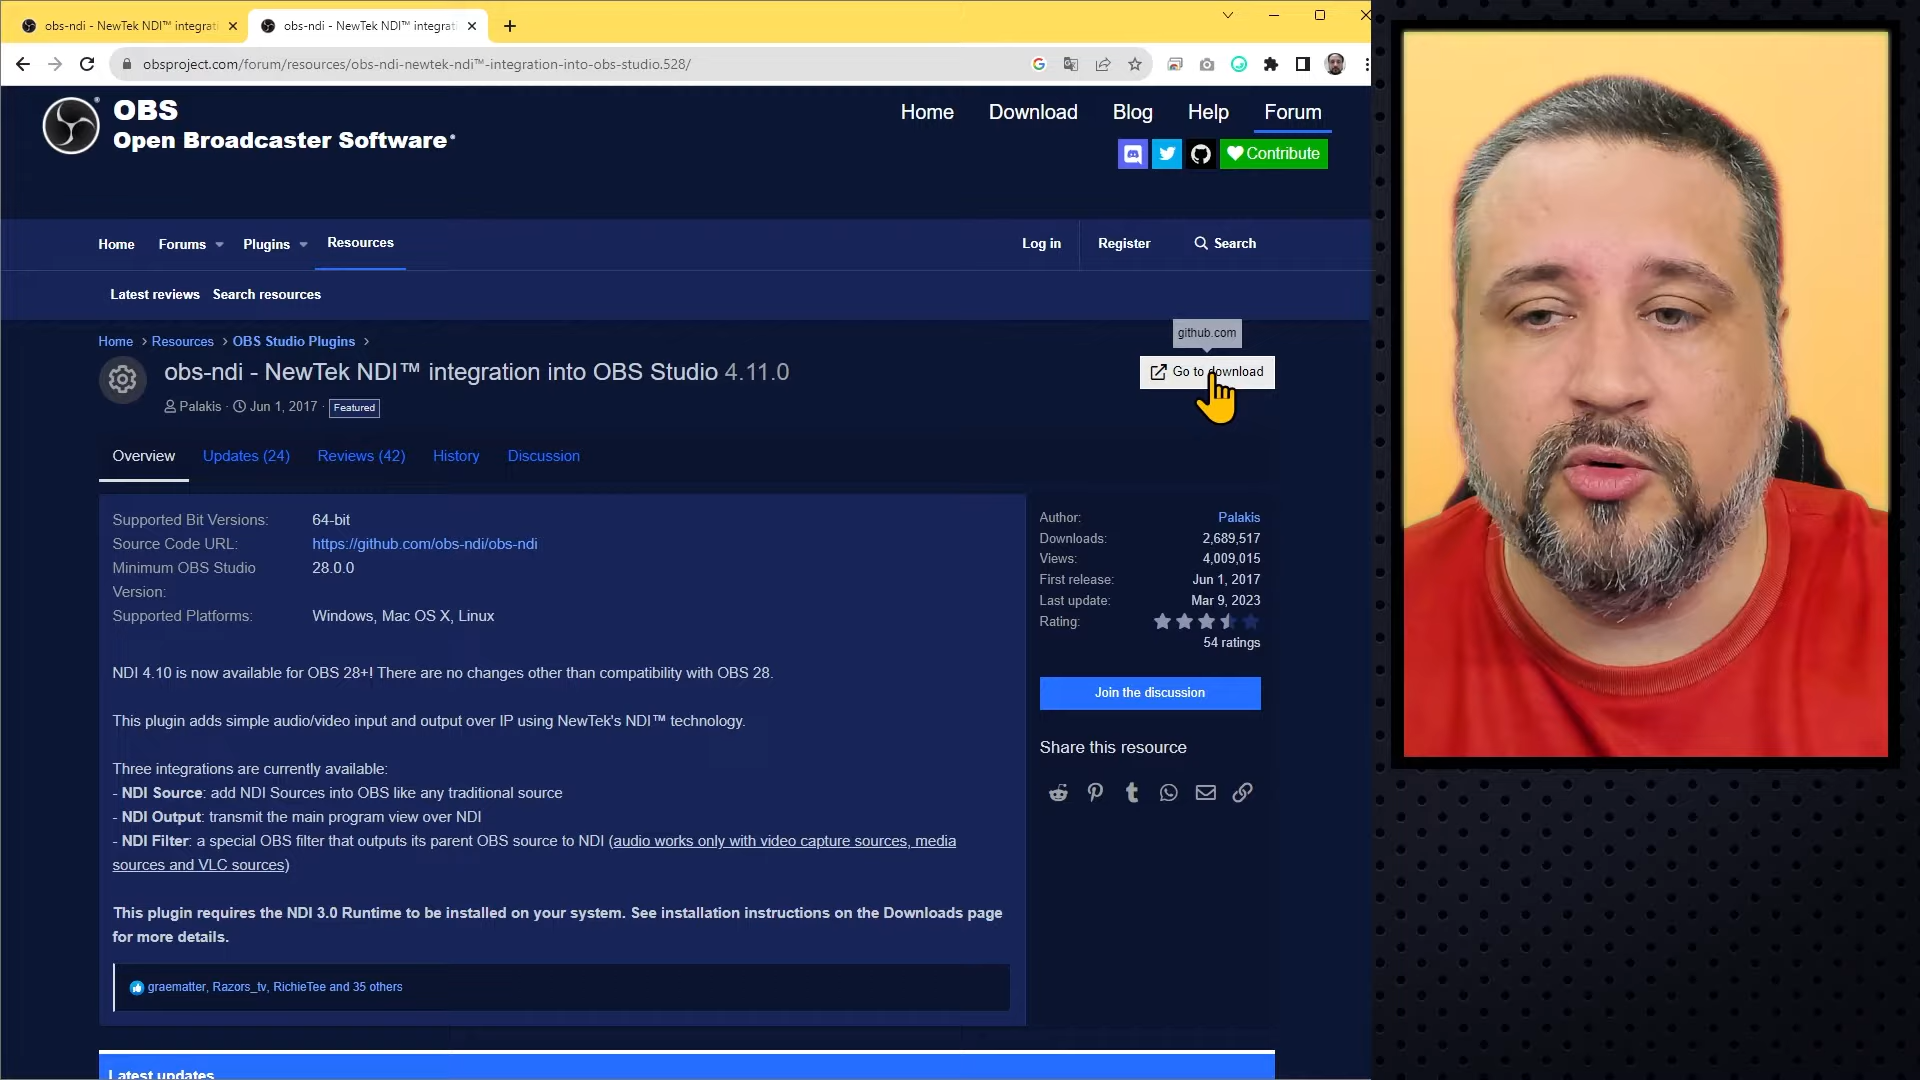 obs-ndi - NewTek NDI™ integrati
obs-ndi - NewTek NDI™ integrati
obsproject.com/forum/resources/obs-ndi-newtek-ndi™-integration-into-obs-studio.528/
OBS
Open Broadcaster Software
Home Download Blog Help Forum
Contribute
Home Forums Plugins Resources Log in Register Search
Latest reviews Search resources
Home › Resources › OBS Studio Plugins ›
github.com
obs-ndi - NewTek NDI™ integration into OBS Studio 4.11.0
Go to download
Palakis · Jun 1, 2017 · Featured
Overview Updates (24) Reviews (42) History Discussion
Supported Bit Versions: 64-bit
Source Code URL: https://github.com/obs-ndi/obs-ndi
Minimum OBS Studio 28.0.0
Version:
Supported Platforms: Windows, Mac OS X, Linux
NDI 4.10 is now available for OBS 28+! There are no changes other than compatibility with OBS 28.
This plugin adds simple audio/video input and output over IP using NewTek's NDI™ technology.
Three integrations are currently available:
- NDI Source: add NDI Sources into OBS like any traditional source
- NDI Output: transmit the main program view over NDI
- NDI Filter: a special OBS filter that outputs its parent OBS source to NDI (audio works only with video capture sources, media
sources and VLC sources)
This plugin requires the NDI 3.0 Runtime to be installed on your system. See installation instructions on the Downloads page
for more details.
graematter, Razors_tv, RichieTee and 35 others
Author: Palakis
Downloads: 2,689,517
Views: 4,009,015
First release: Jun 1, 2017
Last update: Mar 9, 2023
Rating:
54 ratings
Join the discussion
Share this resource
Latest updates